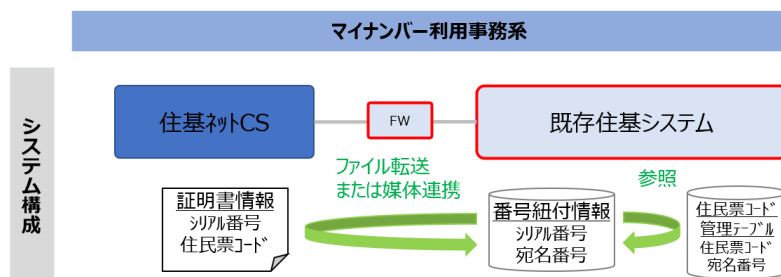 マイナンバー利用事務系
システム構成
住基ネットCS
FW
既存住基システム
ファイル転送
または媒体連携
参照
証明書情報
シリアル番号
住民票コード
番号紐付情報
シリアル番号
宛名番号
住民票コード
管理テーブル
住民票コード
宛名番号